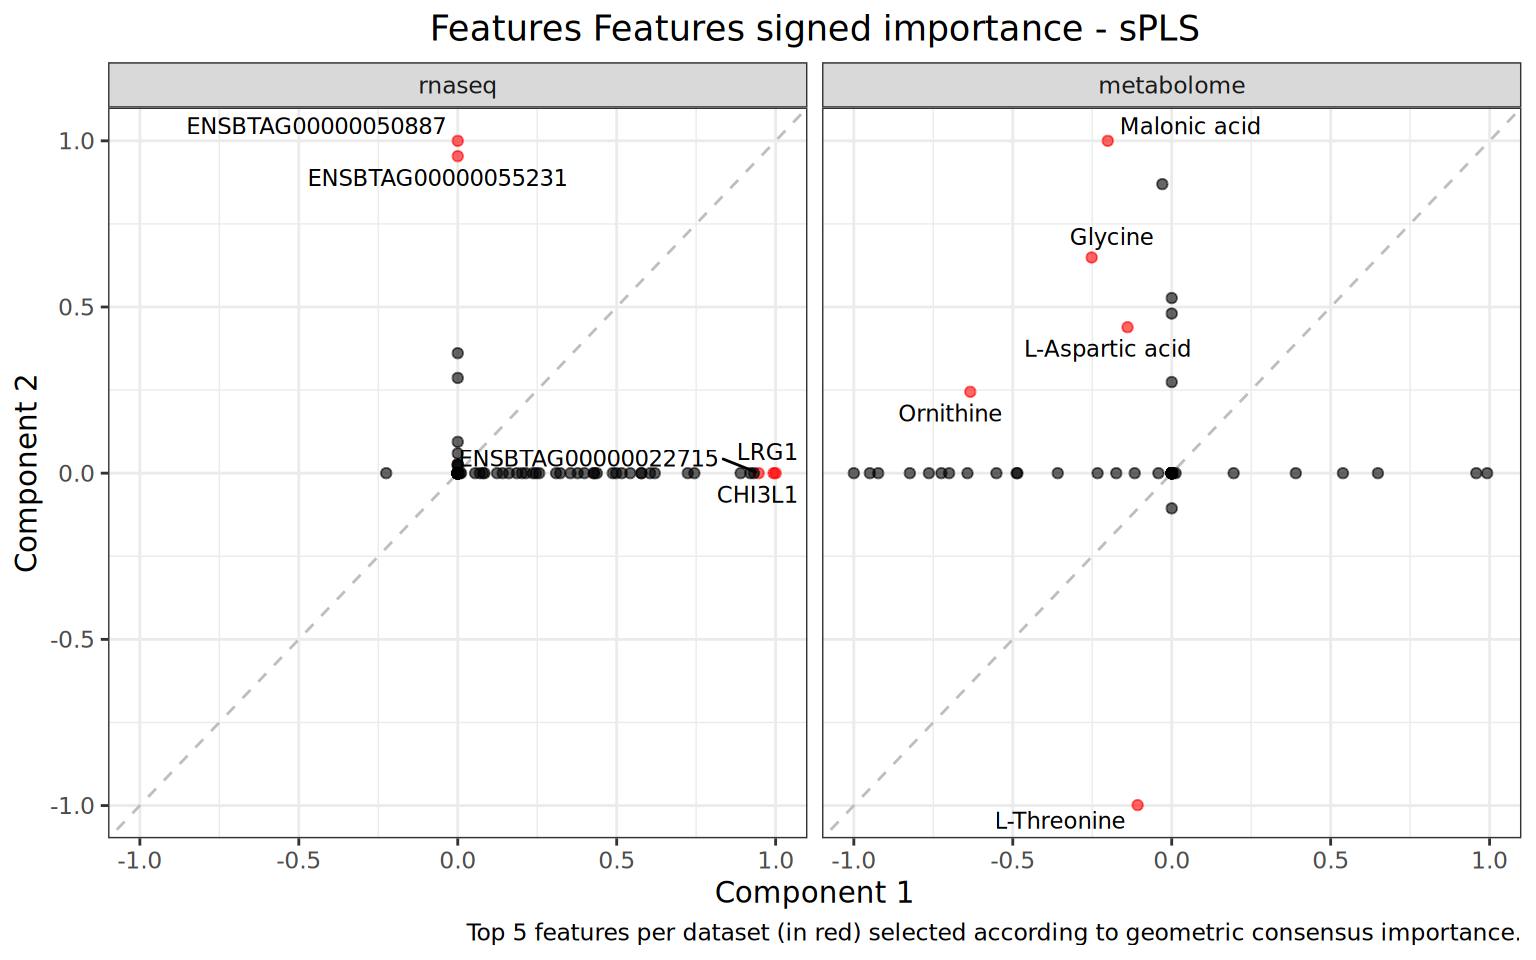 Features Features signed importance - sPLS
rnaseq
metabolome
ENSBTAG00000050887
ENSBTAG00000055231
ENSBTAG00000022715
LRG1
CHI3L1
Malonic acid
Glycine
L-Aspartic acid
Ornithine
L-Threonine
Component 2
1.0
0.5
0.0
-0.5
-1.0
-1.0 -0.5 0.0 0.5 1.0
-1.0 -0.5 0.0 0.5 1.0
Component 1
Top 5 features per dataset (in red) selected according to geometric consensus importance.